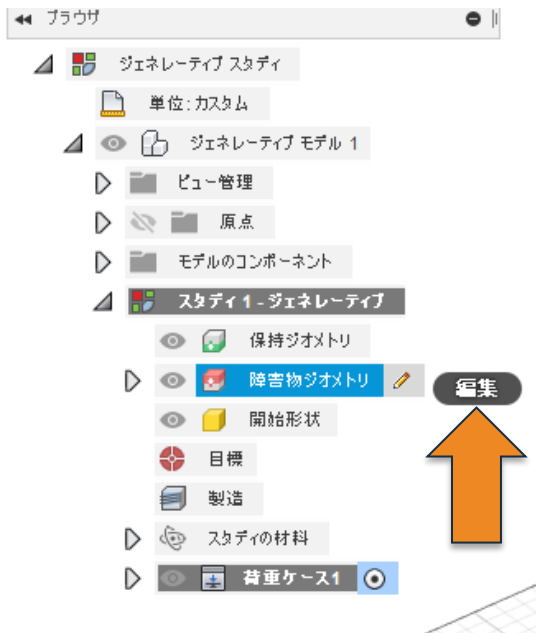 ブラウザ
ジェネレーティブ スタディ
単位: カスタム
ジェネレーティブ モデル 1
ビュー管理
原点
モデルのコンポーネント
スタディ 1 - ジェネレーティブ
保持ジオメトリ
障害物ジオメトリ
編集
開始形状
目標
製造
スタディの材料
荷重ケース1